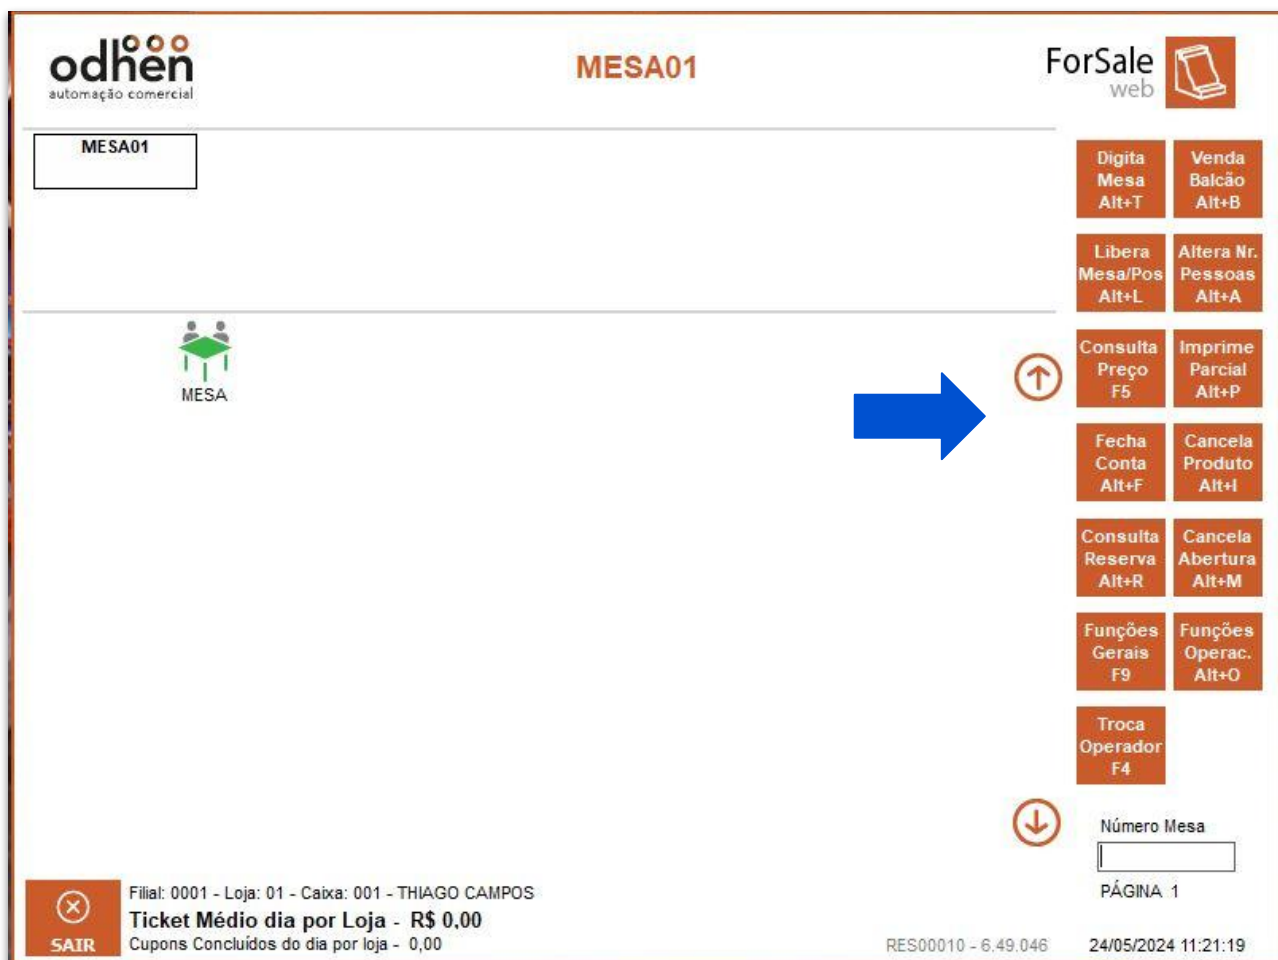 odhen
automação comercial
MESA01
ForSale
web
MESA01
Digita
Mesa
Alt+T
Venda
Balcão
Alt+B
Libera
Mesa/Pos
Alt+L
Altera Nr.
Pessoas
Alt+A
Consulta
Preço
F5
Imprime
Parcial
Alt+P
MESA
Fecha
Conta
Alt+F
Cancela
Produto
Alt+I
Consulta
Reserva
Alt+R
Cancela
Abertura
Alt+M
Funções
Gerais
F9
Funções
Operac.
Alt+O
Troca
Operador
F4
Número Mesa
PÁGINA 1
SAIR
Filial: 0001 - Loja: 01 - Caixa: 001 - THIAGO CAMPOS
Ticket Médio dia por Loja - R$ 0,00
Cupons Concluídos do dia por loja - 0,00
RES00010 - 6.49.046
24/05/2024 11:21:19